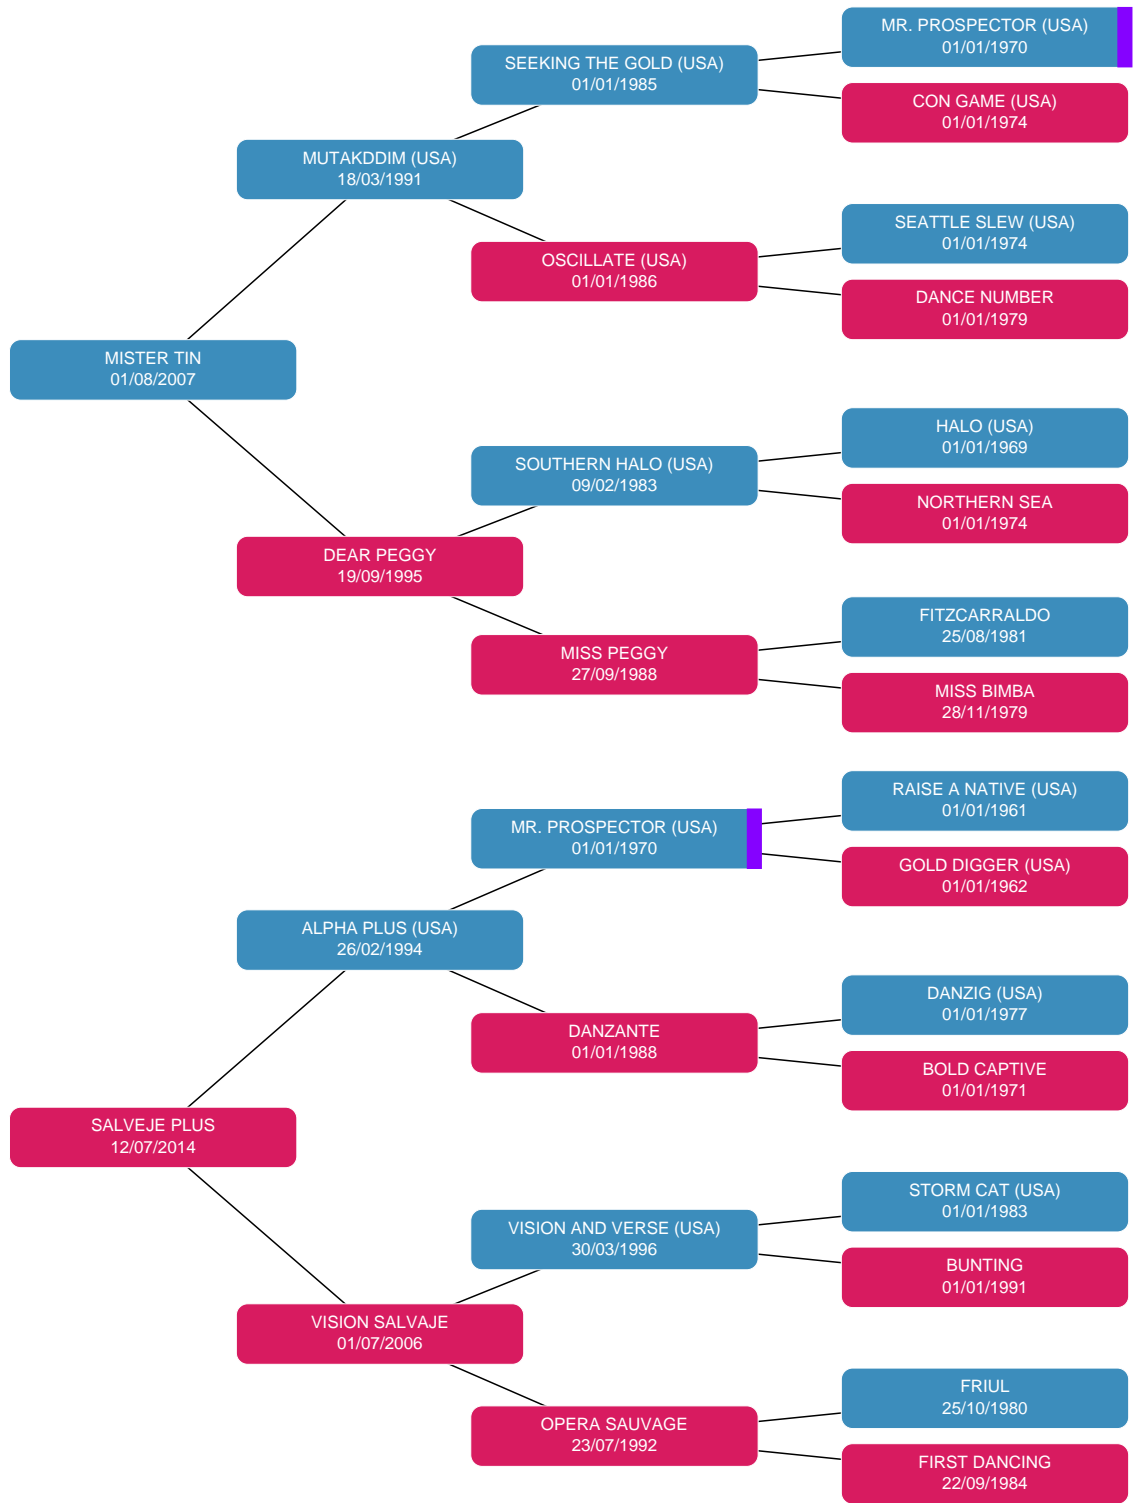 MR. PROSPECTOR (USA)
01/01/1970
SEEKING THE GOLD (USA)
01/01/1985
CON GAME (USA)
01/01/1974
MUTAKDDIM (USA)
18/03/1991
SEATTLE SLEW (USA)
01/01/1974
OSCILLATE (USA)
01/01/1986
DANCE NUMBER
01/01/1979
MISTER TIN
01/08/2007
HALO (USA)
01/01/1969
SOUTHERN HALO (USA)
09/02/1983
NORTHERN SEA
01/01/1974
DEAR PEGGY
19/09/1995
FITZCARRALDO
25/08/1981
MISS PEGGY
27/09/1988
MISS BIMBA
28/11/1979
RAISE A NATIVE (USA)
01/01/1961
MR. PROSPECTOR (USA)
01/01/1970
GOLD DIGGER (USA)
01/01/1962
ALPHA PLUS (USA)
26/02/1994
DANZIG (USA)
01/01/1977
DANZANTE
01/01/1988
BOLD CAPTIVE
01/01/1971
SALVEJE PLUS
12/07/2014
STORM CAT (USA)
01/01/1983
VISION AND VERSE (USA)
30/03/1996
BUNTING
01/01/1991
VISION SALVAJE
01/07/2006
FRIUL
25/10/1980
OPERA SAUVAGE
23/07/1992
FIRST DANCING
22/09/1984